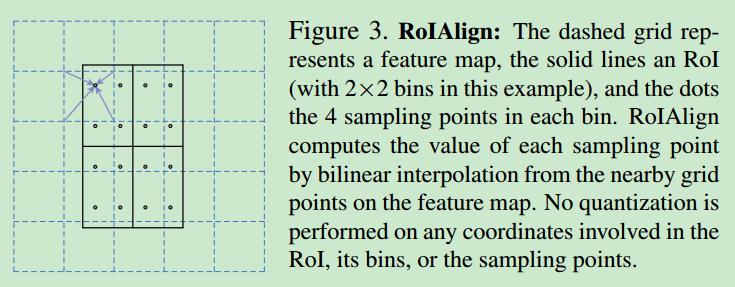 Figure 3. RoIAlign: The dashed grid rep-
resents a feature map, the solid lines an RoI
(with 2×2 bins in this example), and the dots
the 4 sampling points in each bin. RoIAlign
computes the value of each sampling point
by bilinear interpolation from the nearby grid
points on the feature map. No quantization is
performed on any coordinates involved in the
RoI, its bins, or the sampling points.